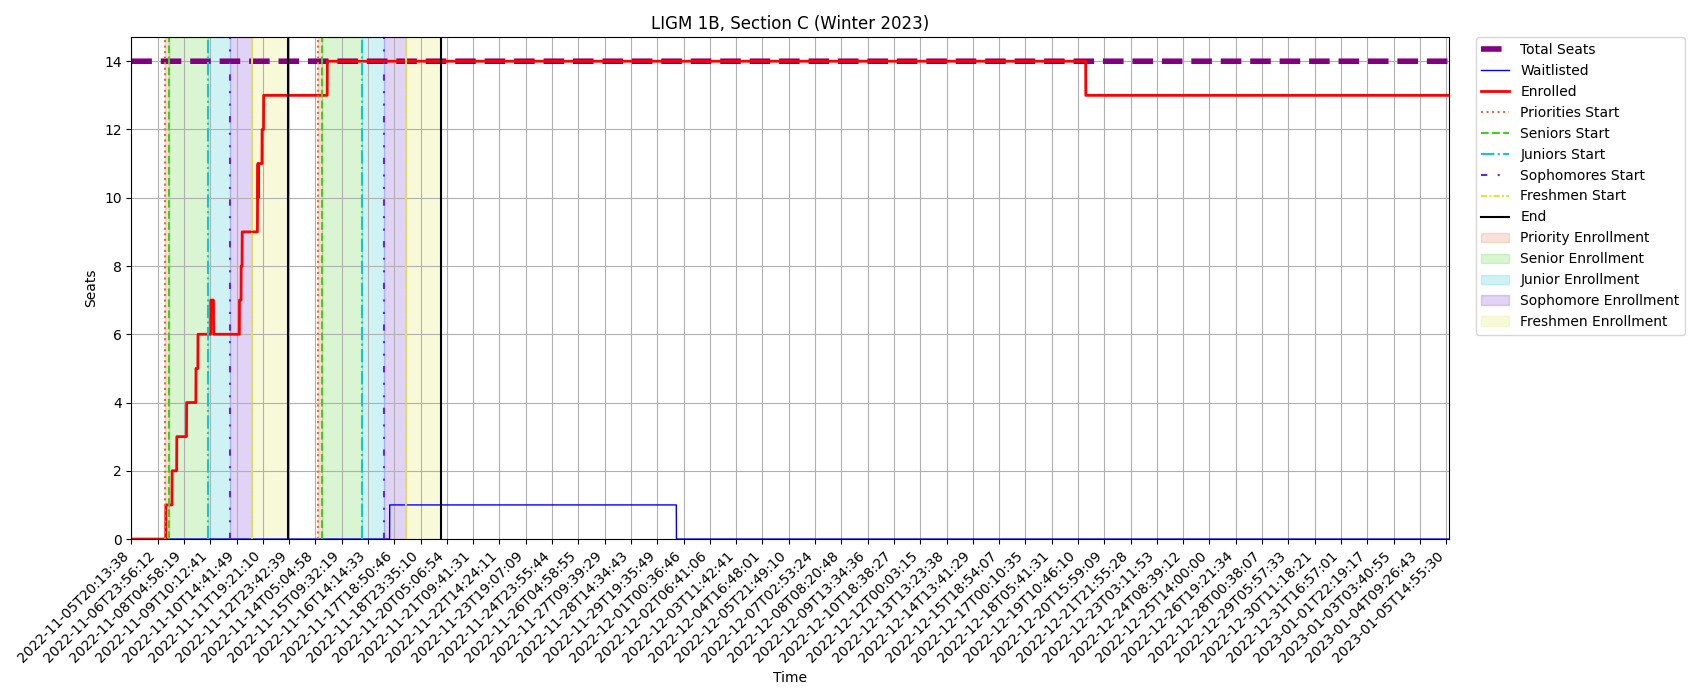 LIGM 1B, Section C (Winter 2023)
Seats
14
12
10
8
6
4
2
0
2022-11-05T20:13:38
2022-11-06T23:56:12
2022-11-08T04:58:19
2022-11-09T10:12:41
2022-11-10T14:41:49
2022-11-11T19:21:10
2022-11-12T23:42:39
2022-11-14T05:04:58
2022-11-15T09:32:19
2022-11-16T14:14:33
2022-11-17T18:50:46
2022-11-18T23:35:10
2022-11-20T05:06:54
2022-11-21T09:41:31
2022-11-22T14:24:11
2022-11-23T19:07:09
2022-11-24T23:55:44
2022-11-26T04:58:55
2022-11-27T09:39:29
2022-11-28T14:34:43
2022-11-29T19:35:49
2022-12-01T00:36:46
2022-12-02T06:41:06
2022-12-03T11:42:41
2022-12-04T16:48:01
2022-12-05T21:49:10
2022-12-07T02:53:24
2022-12-08T08:20:48
2022-12-09T13:34:36
2022-12-10T18:38:27
2022-12-12T00:03:15
2022-12-13T13:23:38
2022-12-14T13:41:29
2022-12-15T18:54:07
2022-12-17T00:10:35
2022-12-18T05:41:31
2022-12-19T10:46:10
2022-12-20T15:59:09
2022-12-21T21:55:28
2022-12-23T03:11:53
2022-12-24T08:39:12
2022-12-25T14:00:00
2022-12-26T19:21:34
2022-12-28T00:38:07
2022-12-29T05:57:33
2022-12-30T11:18:21
2022-12-31T16:57:01
2023-01-01T22:19:17
2023-01-03T03:40:55
2023-01-04T09:26:43
2023-01-05T14:55:30
Time
Total Seats
Waitlisted
Enrolled
Priorities Start
Seniors Start
Juniors Start
Sophomores Start
Freshmen Start
End
Priority Enrollment
Senior Enrollment
Junior Enrollment
Sophomore Enrollment
Freshmen Enrollment